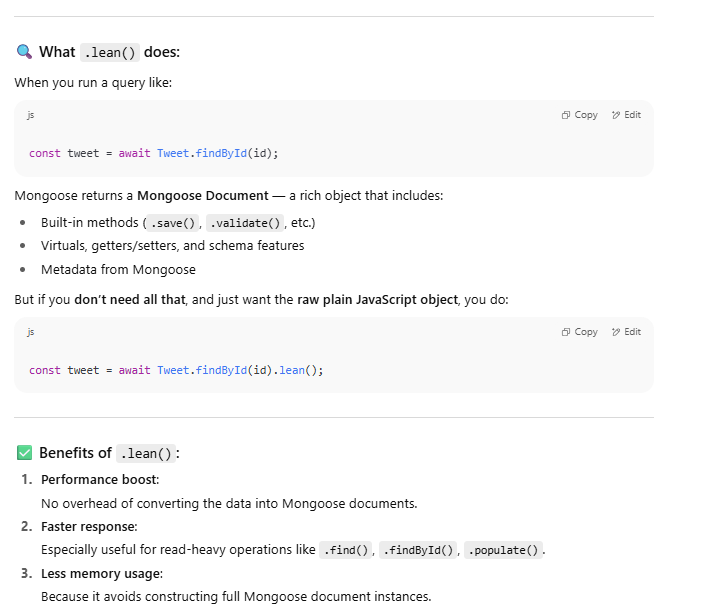 🔍 What .lean() does:
When you run a query like:
js
Copy Edit
const tweet = await Tweet.findById(id);
Mongoose returns a Mongoose Document — a rich object that includes:
• Built-in methods (.save(), .validate(), etc.)
• Virtuals, getters/setters, and schema features
• Metadata from Mongoose
But if you don't need all that, and just want the raw plain JavaScript object, you do:
js
Copy Edit
const tweet = await Tweet.findById(id).lean();
✅ Benefits of .lean():
1. Performance boost:
No overhead of converting the data into Mongoose documents.
2. Faster response:
Especially useful for read-heavy operations like .find(), .findById(), .populate().
3. Less memory usage:
Because it avoids constructing full Mongoose document instances.